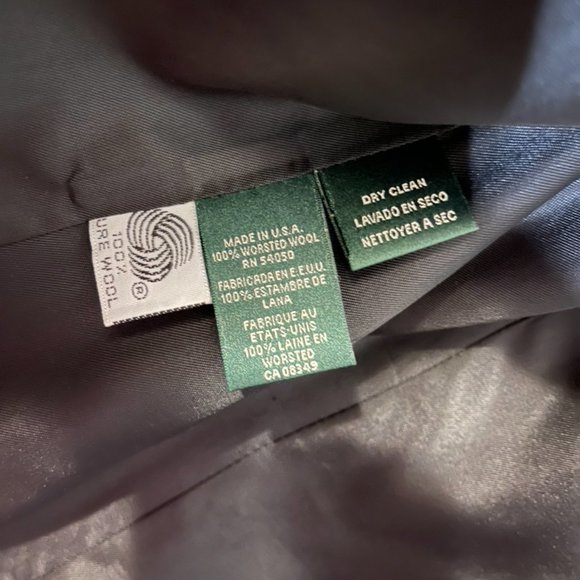 100%
URE WOOL
®
MADE IN U.S.A.
100% WORSTED WOOL
RN 54050
FABRICADA EN E.E.U.U.
100% ESTAMBRE DE
LANA
FABRIQUE AU
ETATS-UNIS
100% LAINE EN
WORSTED
CA 08349
DRY CLEAN
LAVADO EN SECO
NETTOYER A SEC